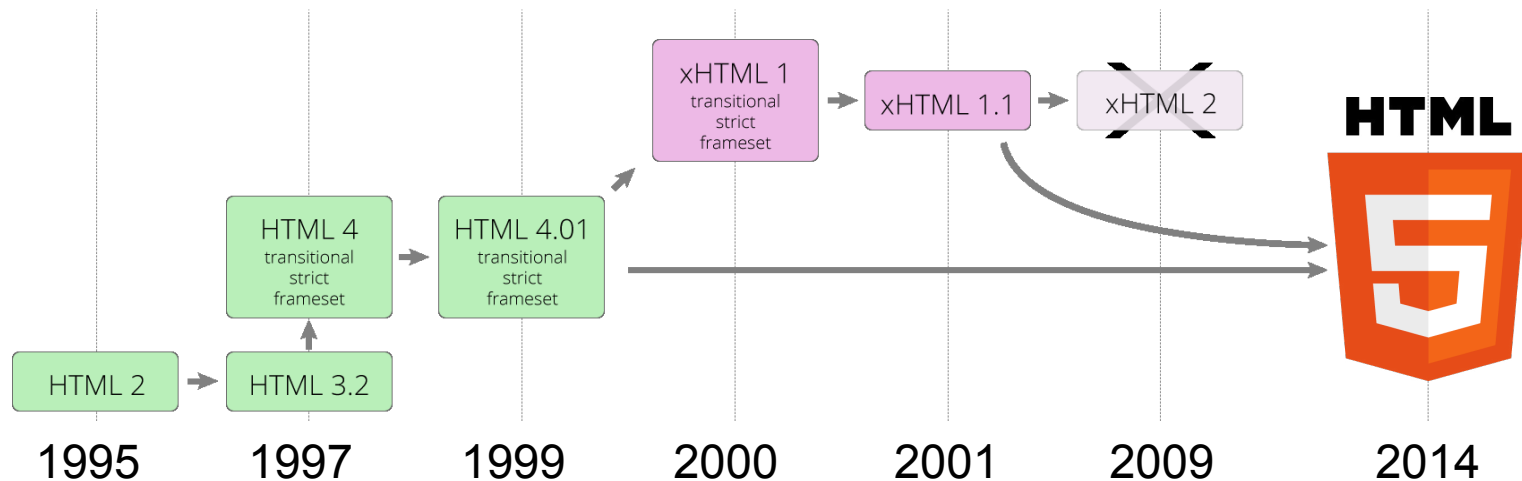 xHTML 1
transitional
strict
frameset
xHTML 1.1
xHTML 2
HTML
5
HTML 4
transitional
strict
frameset
HTML 4.01
transitional
strict
frameset
HTML 2
HTML 3.2
1995
1997
1999
2000
2001
2009
2014